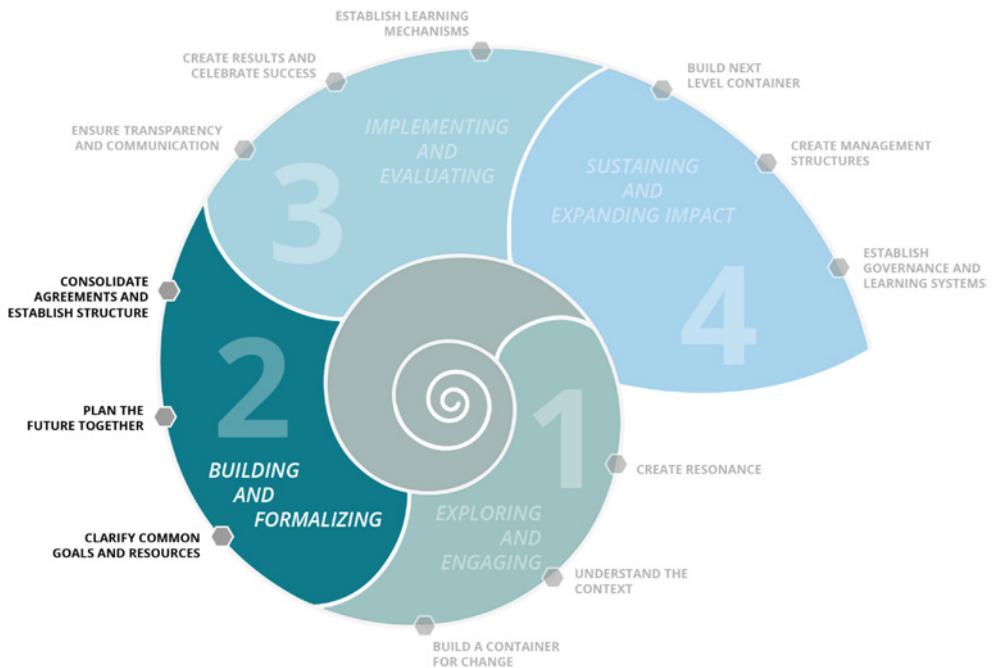 ESTABLISH LEARNING
MECHANISMS
CREATE RESULTS AND
CELEBRATE SUCCESS
ENSURE TRANSPARENCY
AND COMMUNICATION
BUILD NEXT
LEVEL CONTAINER
CREATE MANAGEMENT
STRUCTURES
ESTABLISH
GOVERNANCE AND
LEARNING SYSTEMS
IMPLEMENTING
AND
EVALUATING
3
SUSTAINING
AND
EXPANDING IMPACT
4
CONSOLIDATE
AGREEMENTS AND
ESTABLISH STRUCTURE
PLAN THE
FUTURE TOGETHER
CLARIFY COMMON
GOALS AND RESOURCES
2
BUILDING
AND
FORMALIZING
1
EXPLORING
AND
ENGAGING
CREATE RESONANCE
UNDERSTAND THE
CONTEXT
BUILD A CONTAINER
FOR CHANGE